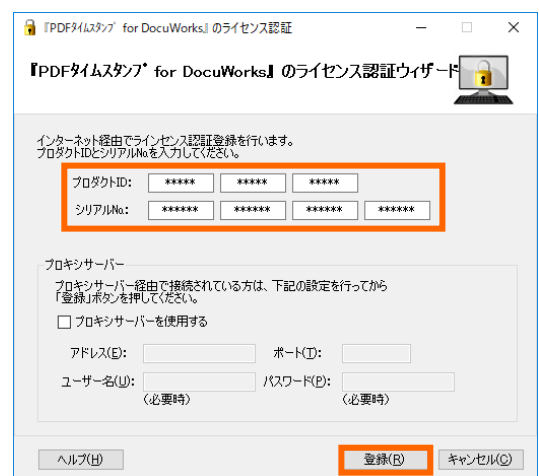 『PDFﾀｲﾑｽﾀﾝﾌﾟ for DocuWorks』のライセンス認証
『PDFﾀｲﾑｽﾀﾝﾌﾟ for DocuWorks』のライセンス認証ウィザード
インターネット経由でラインセンス認証登録を行います。
プロダクトIDとシリアルNo.を入力してください。
プロダクトID: ***** ***** *****
シリアルNo.: ****** ****** ****** ******
プロキシサーバー
プロキシサーバー経由で接続されている方は、下記の設定を行ってから
「登録」ボタンを押してください。
プロキシサーバーを使用する
アドレス(E): ポート(T):
ユーザー名(U): パスワード(P):
(必要時) (必要時)
ヘルプ(H) 登録(R) キャンセル(C)